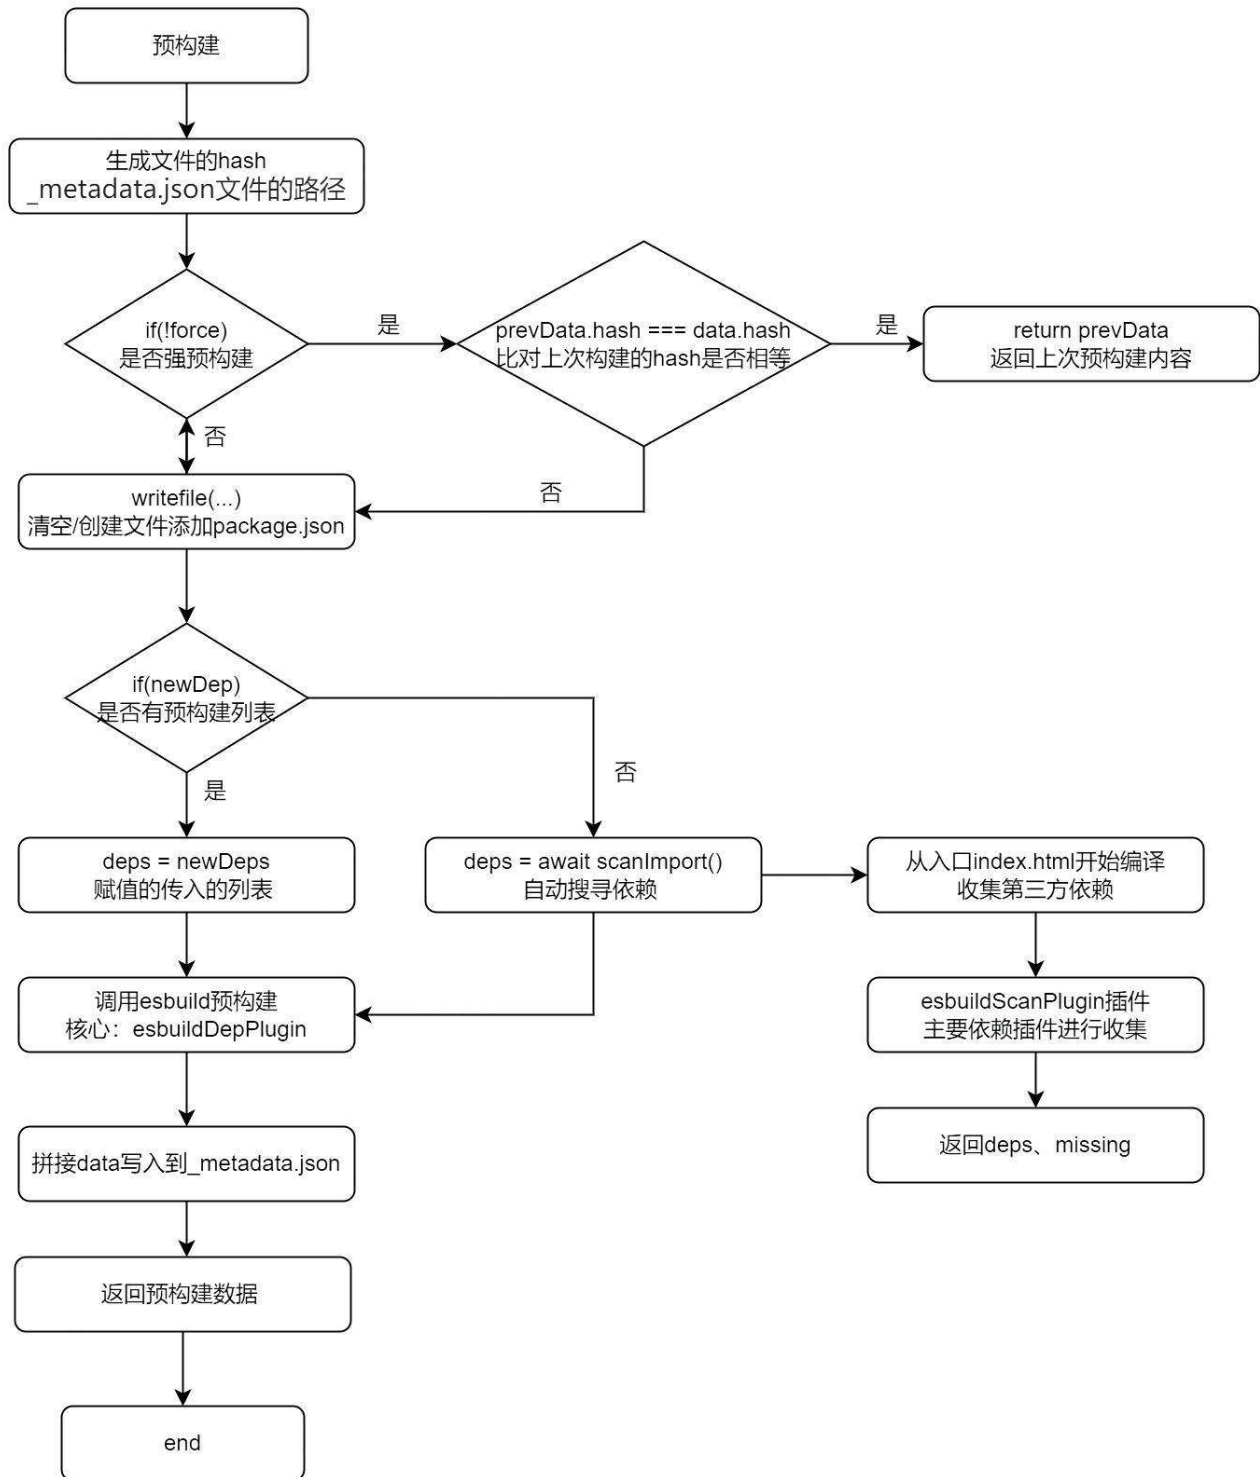 预构建
生成文件的hash
_metadata.json文件的路径
if(!force)
是否强预构建
是
prevData.hash === data.hash
比对上次构建的hash是否相等
是
return prevData
返回上次预构建内容
否
writefile(...)
清空/创建文件添加package.json
否
if(newDep)
是否有预构建列表
是
否
deps = newDeps
赋值的传入的列表
deps = await scanImport()
自动搜寻依赖
从入口index.html开始编译
收集第三方依赖
调用esbuild预构建
核心：esbuildDepPlugin
esbuildScanPlugin插件
主要依赖插件进行收集
拼接data写入到_metadata.json
返回deps、missing
返回预构建数据
end